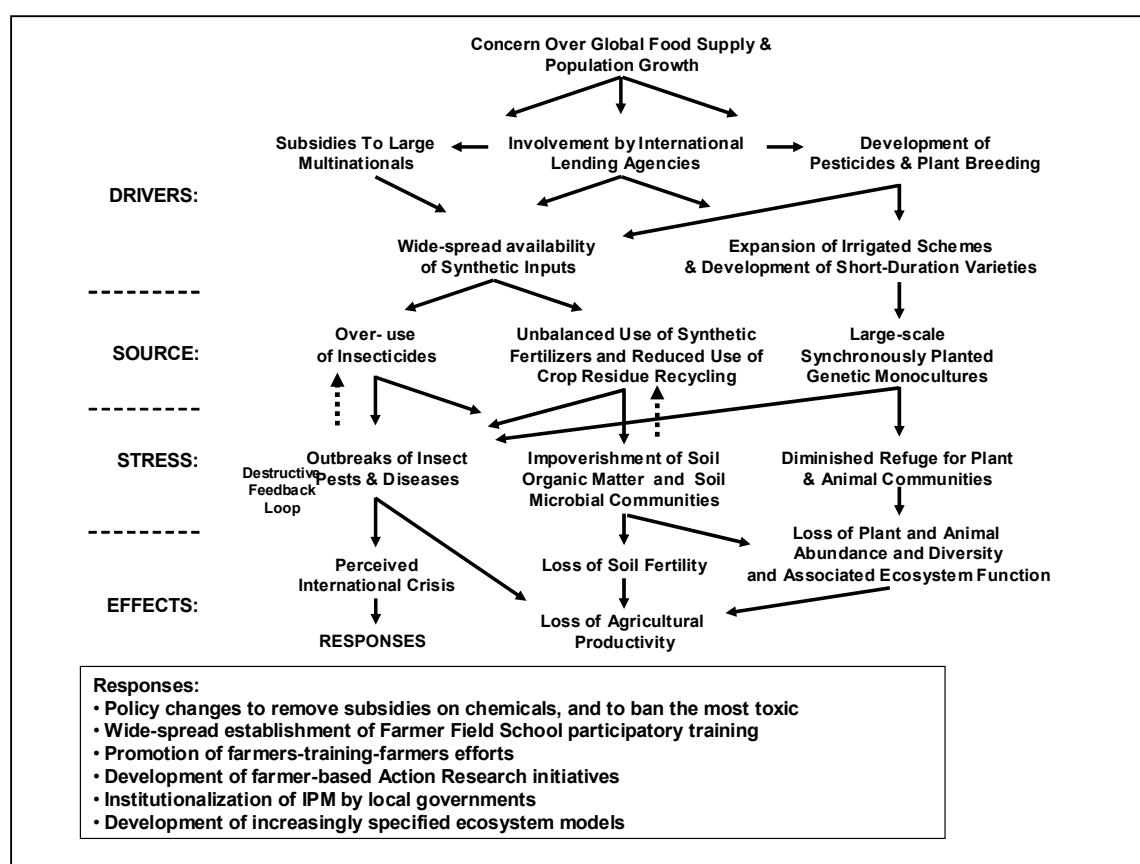 Concern Over Global Food Supply &
Population Growth
Subsidies To Large
Multinationals
Involvement by International
Lending Agencies
Development of
Pesticides & Plant Breeding
DRIVERS:
Wide-spread availability
of Synthetic Inputs
Expansion of Irrigated Schemes
& Development of Short-Duration Varieties
SOURCE:
Over- use
of Insecticides
Unbalanced Use of Synthetic
Fertilizers and Reduced Use of
Crop Residue Recycling
Large-scale
Synchronously Planted
Genetic Monocultures
STRESS:
Destructive
Feedback
Loop
Outbreaks of Insect
Pests & Diseases
Impoverishment of Soil
Organic Matter and Soil
Microbial Communities
Diminished Refuge for Plant
& Animal Communities
EFFECTS:
Perceived
International Crisis
Loss of Soil Fertility
Loss of Plant and Animal
Abundance and Diversity
and Associated Ecosystem Function
RESPONSES
Loss of Agricultural
Productivity
Responses:
• Policy changes to remove subsidies on chemicals, and to ban the most toxic
• Wide-spread establishment of Farmer Field School participatory training
• Promotion of farmers-training-farmers efforts
• Development of farmer-based Action Research initiatives
• Institutionalization of IPM by local governments
• Development of increasingly specified ecosystem models